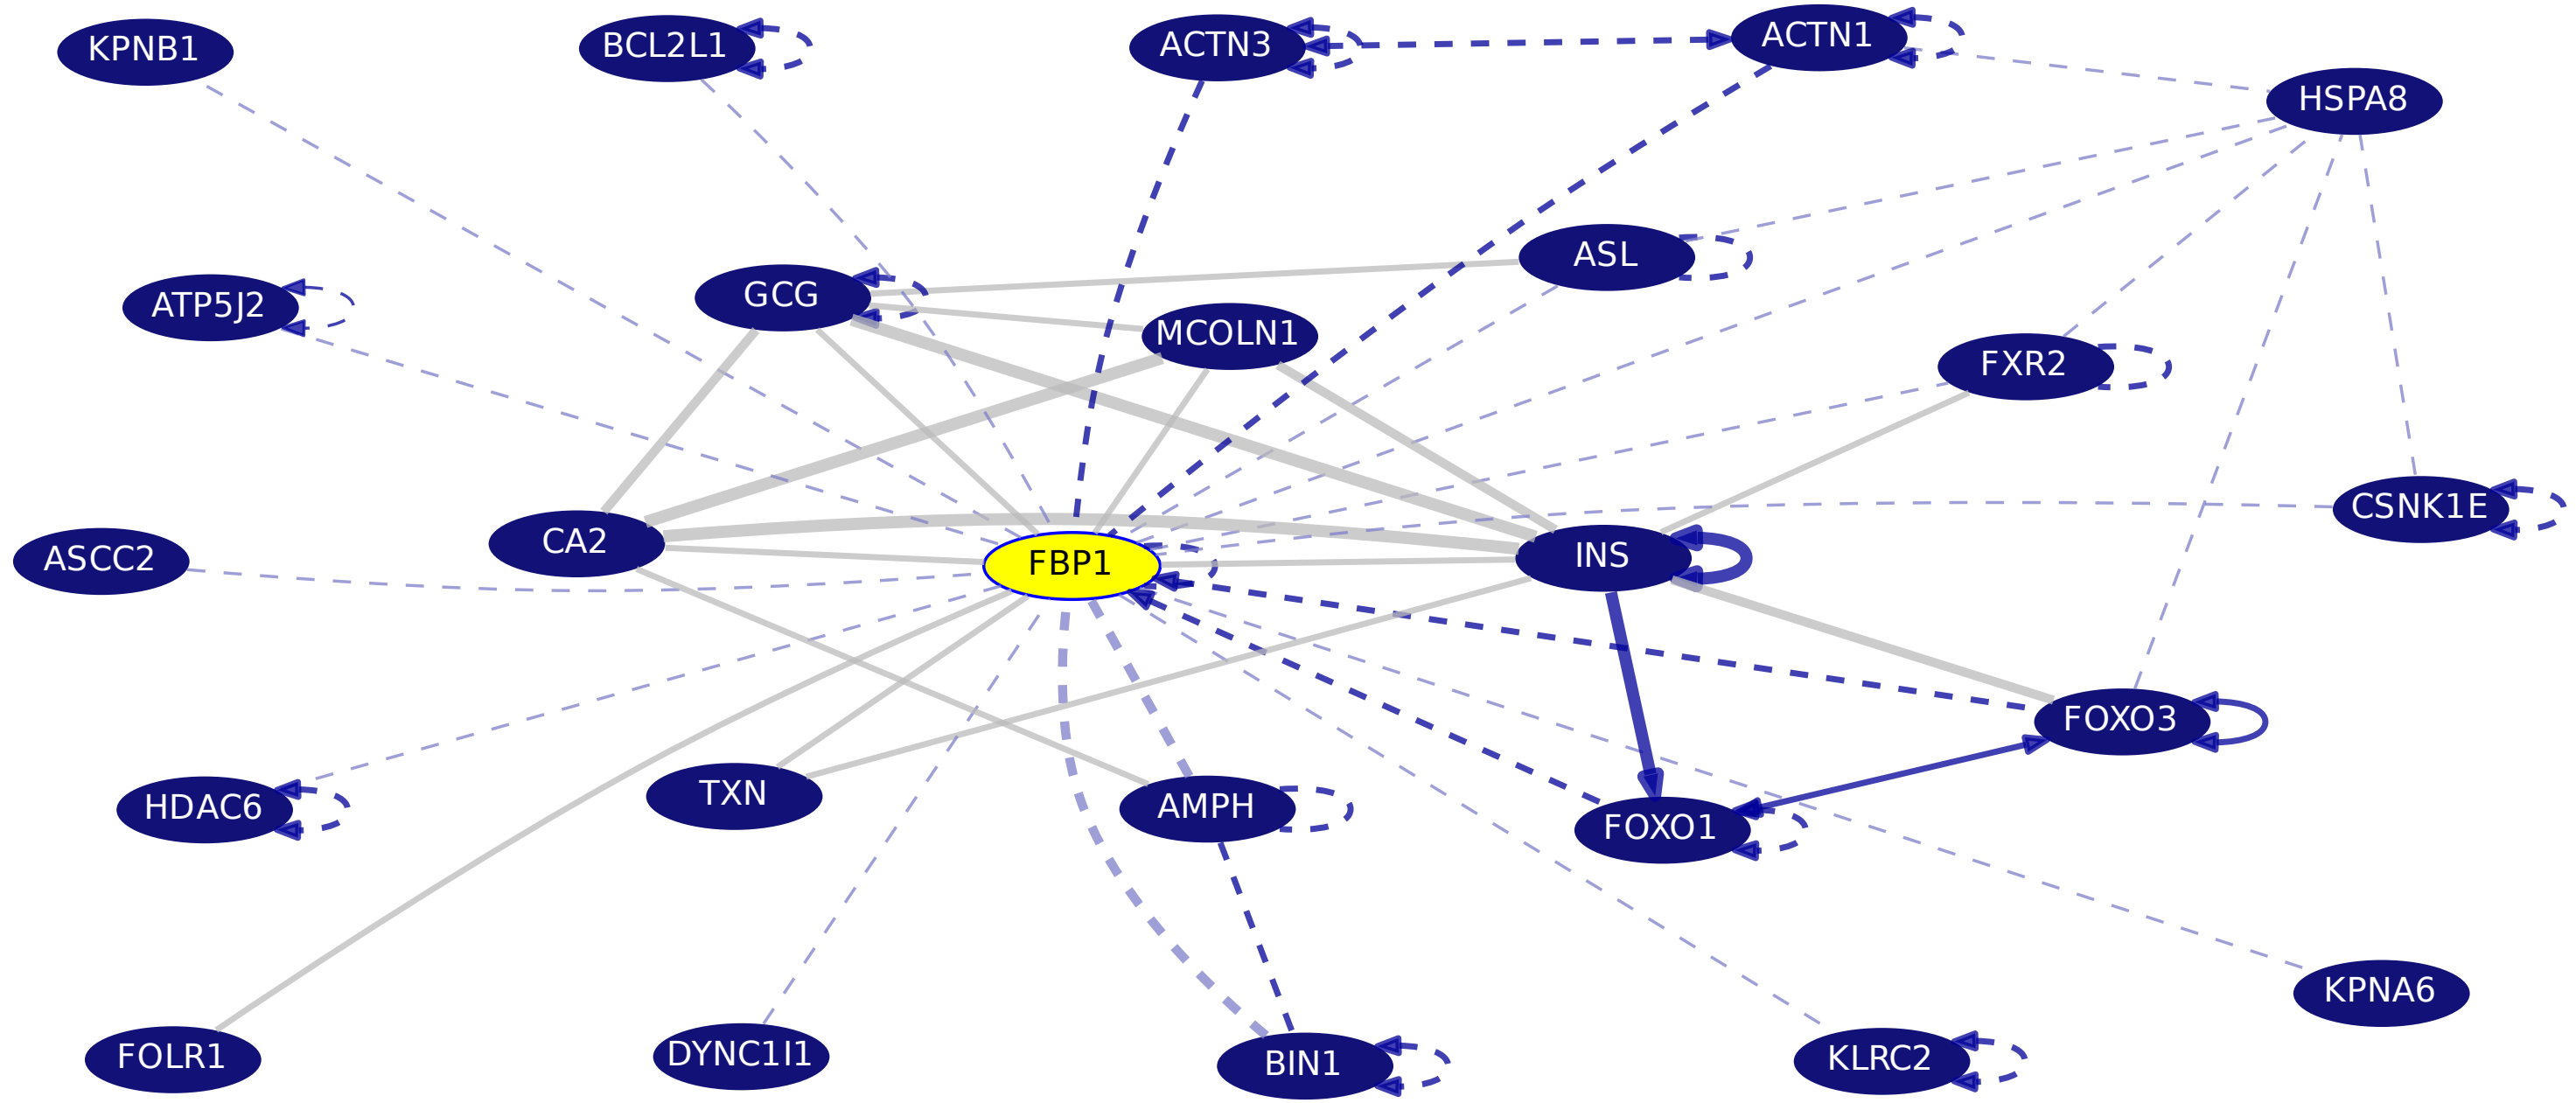 KPNB1
BCL2L1
ACTN3
ACTN1
HSPA8
ASL
GCG
ATP5J2
MCOLN1
FXR2
CSNK1E
CA2
ASCC2
FBP1
INS
FOXO3
TXN
AMPH
HDAC6
FOXO1
KPNA6
FOLR1
DYNC1I1
BIN1
KLRC2